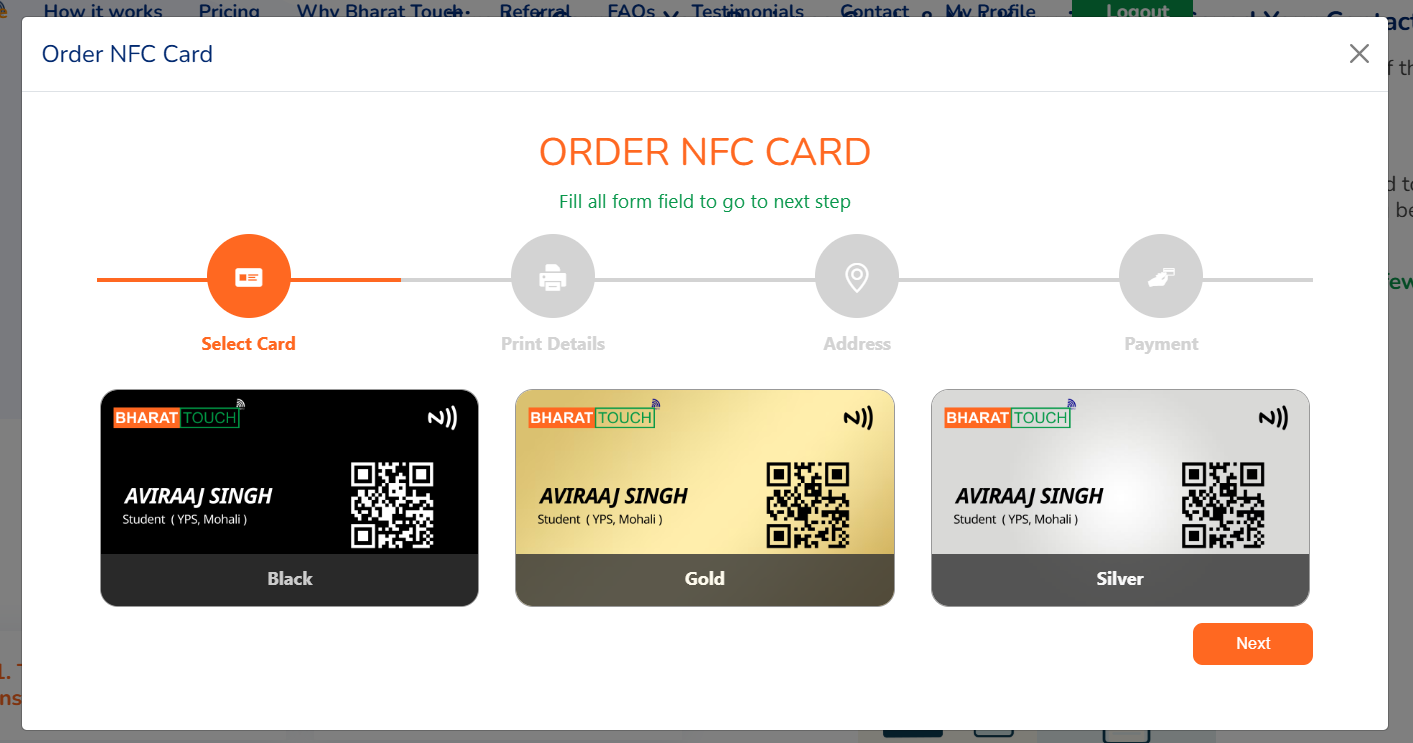 How it works Pricing Why Bharat Touch Referral FAQs Testimonials Contact My Profile Logout
Order NFC Card
ORDER NFC CARD
Fill all form field to go to next step
Select Card Print Details Address Payment
BHARAT TOUCH
AVIRAAJ SINGH
Student ( YPS, Mohali )
Black
BHARAT TOUCH
AVIRAAJ SINGH
Student ( YPS, Mohali )
Gold
BHARAT TOUCH
AVIRAAJ SINGH
Student ( YPS, Mohali )
Silver
Next